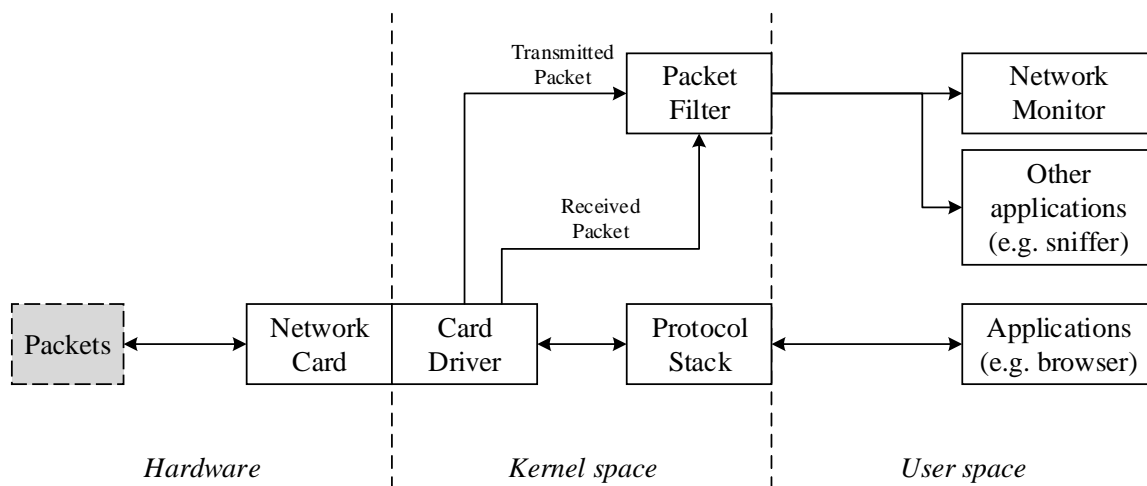 Transmitted
Packet
Packet
Filter
Network
Monitor
Other
applications
(e.g. sniffer)
Received
Packet
Packets
Network
Card
Card
Driver
Protocol
Stack
Applications
(e.g. browser)
Hardware
Kernel space
User space